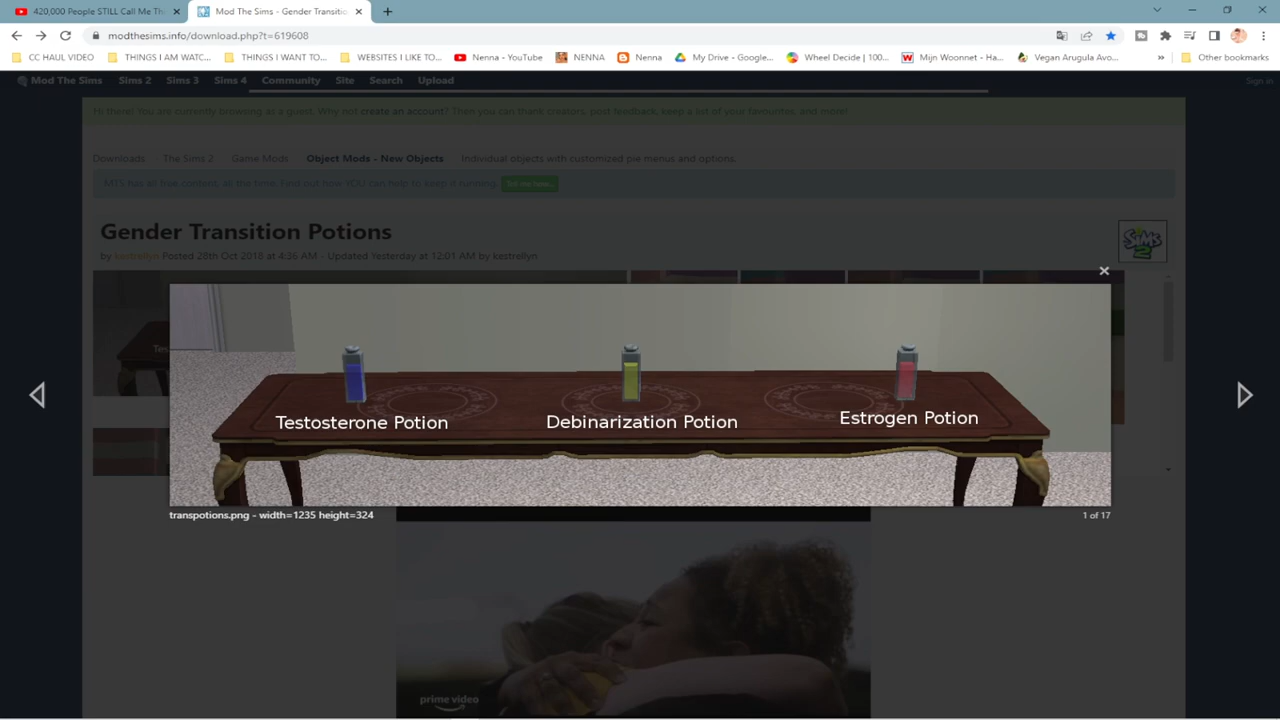 420,000 People STILL Call Me Th
Mod The Sims - Gender Transitio
modthesims.info/download.php?t=619608
CC HAUL VIDEO
THINGS I AM WATC...
THINGS I WANT TO...
WEBSITES I LIKE TO...
Nenna - YouTube
NENNA
Nenna
My Drive - Google...
Wheel Decide | 100...
Mijn Woonnet - Ha...
Vegan Arugula Avo...
»
Other bookmarks
Mod The Sims
Sims 2
Sims 3
Sims 4
Community
Site
Search
Upload
Sign in
Hi there! You are currently browsing as a guest. Why not create an account? Then you can thank creators, post feedback, keep a list of your favourites, and more!
Downloads
The Sims 2
Game Mods
Object Mods - New Objects
Individual objects with customized pie menus and options.
MTS has all free content, all the time. Find out how YOU can help to keep it running. Tell me how...
Gender Transition Potions
by kestrellyn Posted 28th Oct 2018 at 4:36 AM - Updated Yesterday at 12:01 AM by kestrellyn
Sims 2
Tes
Testosterone Potion
Debinarization Potion
Estrogen Potion
transpotions.png - width=1235 height=324
1 of 17
prime video